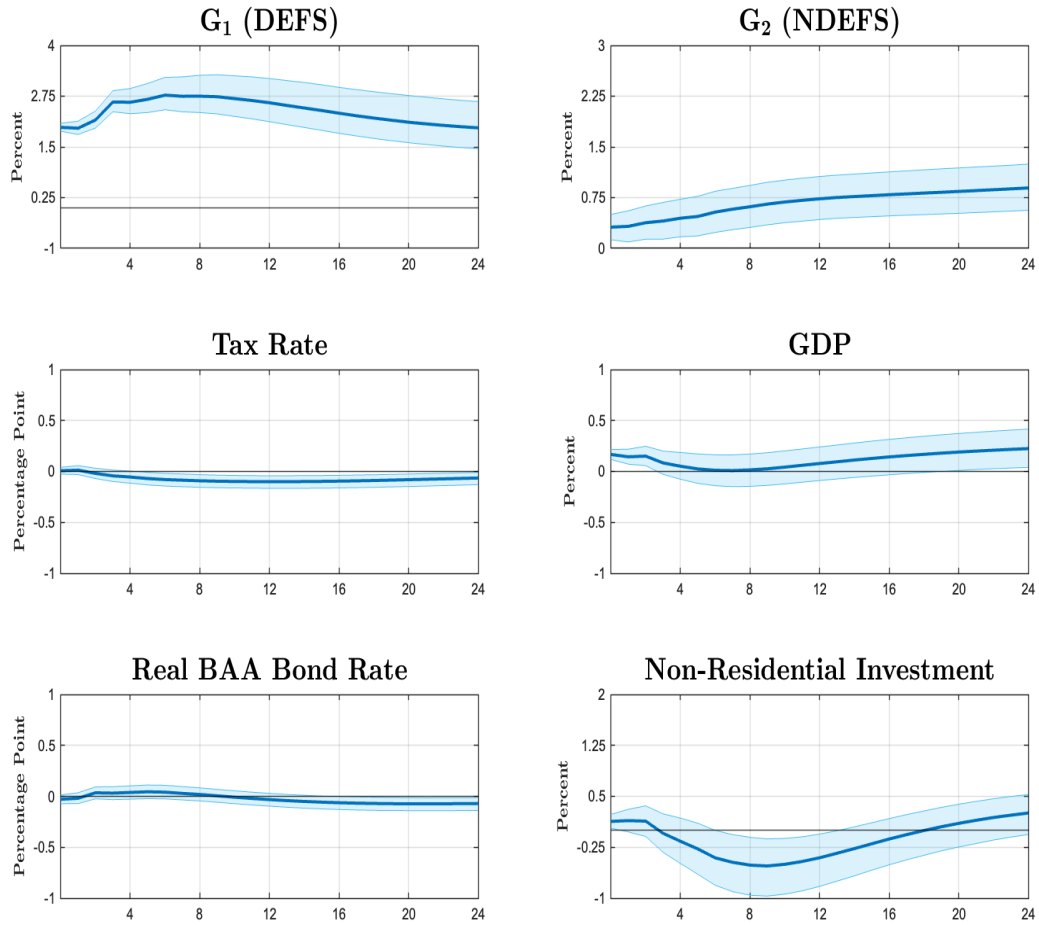 G₁ (DEFS)
Percent
4
2.75
1.5
0.25
-1
4 8 12 16 20 24
G₂ (NDEFS)
Percent
3
2.25
1.5
0.75
0
4 8 12 16 20 24
Tax Rate
Percentage Point
1
0.5
0
-0.5
-1
4 8 12 16 20 24
GDP
Percent
1
0.5
0
-0.5
-1
4 8 12 16 20 24
Real BAA Bond Rate
Percentage Point
1
0.5
0
-0.5
-1
4 8 12 16 20 24
Non-Residential Investment
Percent
2
1.25
0.5
-0.25
-1
4 8 12 16 20 24